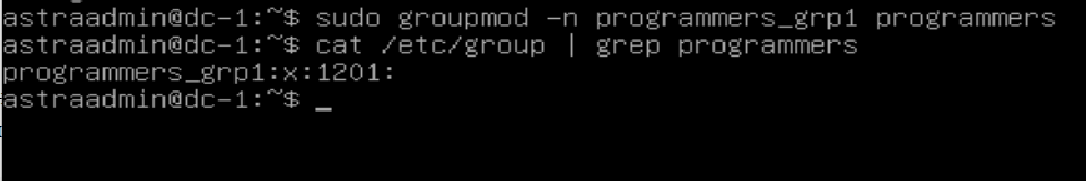 astraadmin@dc-1:~$ sudo groupmod -n programmers_grp1 programmers
astraadmin@dc-1:~$ cat /etc/group | grep programmers
programmers_grp1:x:1201:
astraadmin@dc-1:~$ _